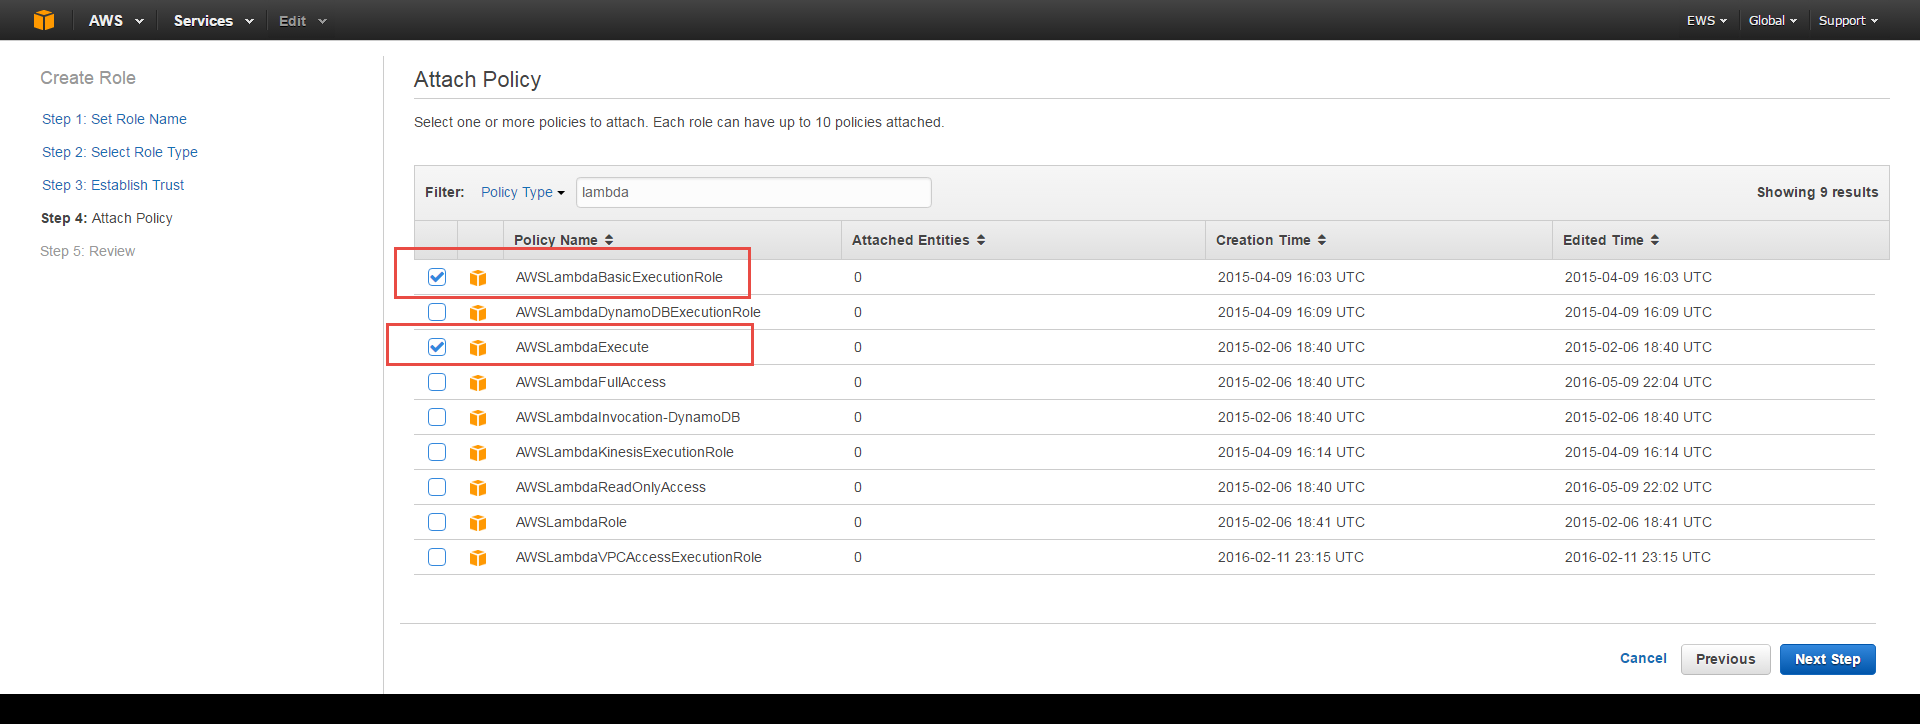 AWS Services Edit EWS Global Support
Create Role
Step 1: Set Role Name
Step 2: Select Role Type
Step 3: Establish Trust
Step 4: Attach Policy
Step 5: Review
Attach Policy
Select one or more policies to attach. Each role can have up to 10 policies attached.
Filter: Policy Type lambda Showing 9 results
Policy Name Attached Entities Creation Time Edited Time
AWSLambdaBasicExecutionRole 0 2015-04-09 16:03 UTC 2015-04-09 16:03 UTC
AWSLambdaDynamoDBExecutionRole 0 2015-04-09 16:09 UTC 2015-04-09 16:09 UTC
AWSLambdaExecute 0 2015-02-06 18:40 UTC 2015-02-06 18:40 UTC
AWSLambdaFullAccess 0 2015-02-06 18:40 UTC 2016-05-09 22:04 UTC
AWSLambdaInvocation-DynamoDB 0 2015-02-06 18:40 UTC 2015-02-06 18:40 UTC
AWSLambdaKinesisExecutionRole 0 2015-04-09 16:14 UTC 2015-04-09 16:14 UTC
AWSLambdaReadOnlyAccess 0 2015-02-06 18:40 UTC 2016-05-09 22:02 UTC
AWSLambdaRole 0 2015-02-06 18:41 UTC 2015-02-06 18:41 UTC
AWSLambdaVPCAccessExecutionRole 0 2016-02-11 23:15 UTC 2016-02-11 23:15 UTC
Cancel Previous Next Step